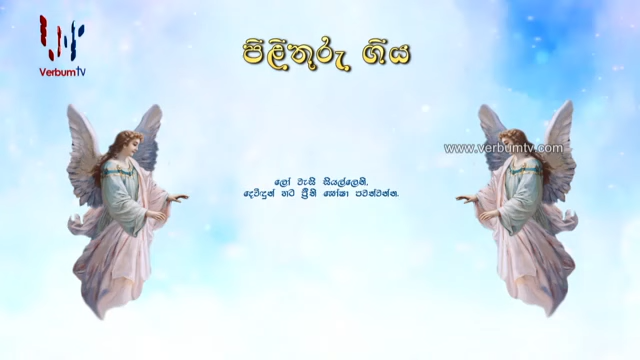 VerbumTV
පිළිතුරු ගීය
www.verbumtv.com
ලෝ වැසි සියල්ලෙනි,
දෙවිඳුන් හට ප්‍රීති ඝෝෂා පවත්වන්න.